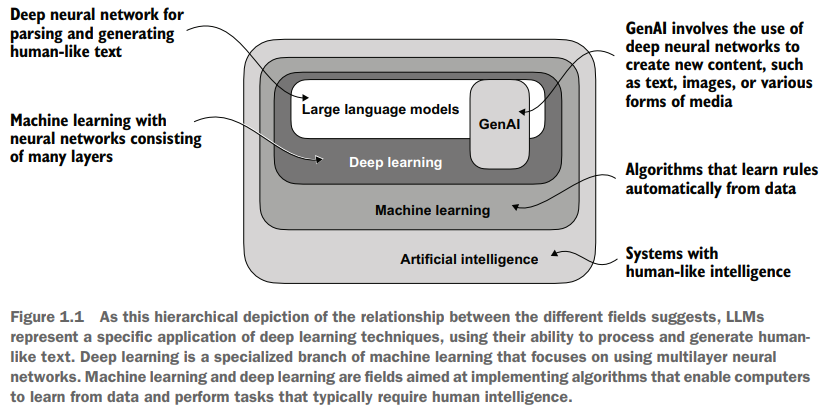 Deep neural network for
parsing and generating
human-like text
GenAI involves the use of
deep neural networks to
create new content, such
as text, images, or various
forms of media
Large language models
GenAI
Machine learning with
neural networks consisting
of many layers
Deep learning
Algorithms that learn rules
automatically from data
Machine learning
Artificial intelligence
Systems with
human-like intelligence
Figure 1.1 As this hierarchical depiction of the relationship between the different fields suggests, LLMs
represent a specific application of deep learning techniques, using their ability to process and generate human-
like text. Deep learning is a specialized branch of machine learning that focuses on using multilayer neural
networks. Machine learning and deep learning are fields aimed at implementing algorithms that enable computers
to learn from data and perform tasks that typically require human intelligence.